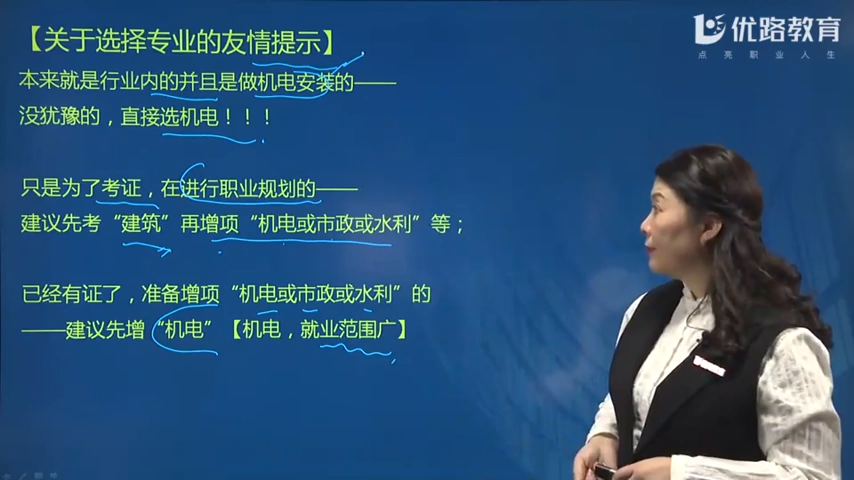 【关于选择专业的友情提示】
优路教育
点亮职业人生
本来就是行业内的并且是做机电安装的——
没犹豫的，直接选机电！！！
只是为了考证，在进行职业规划的——
建议先考“建筑”再增项“机电或市政或水利”等；
已经有证了，准备增项“机电或市政或水利”的
——建议先增“机电”【机电，就业范围广】